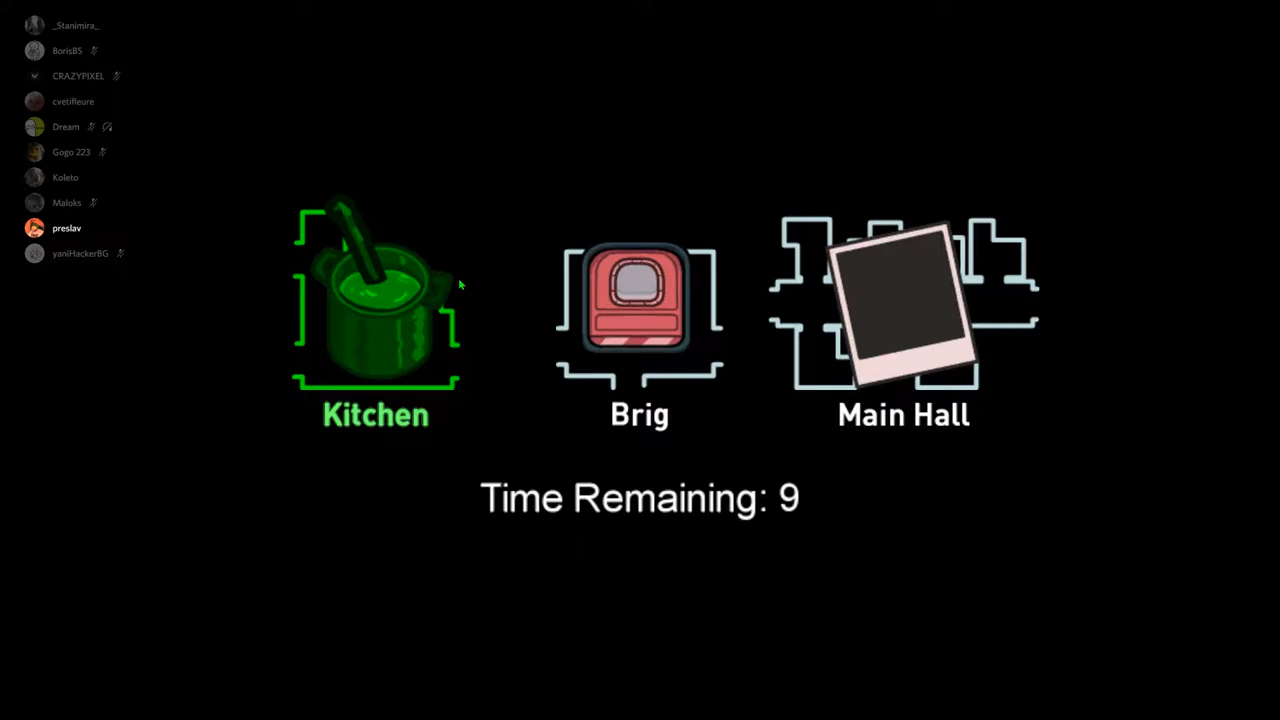 _Stanimira_
BorisBS
CRAZYPIXEL
cvetifleure
Dream
Gogo 223
Koleto
Maloks
preslav
yaniHackerBG
Kitchen
Brig
Main Hall
Time Remaining: 9